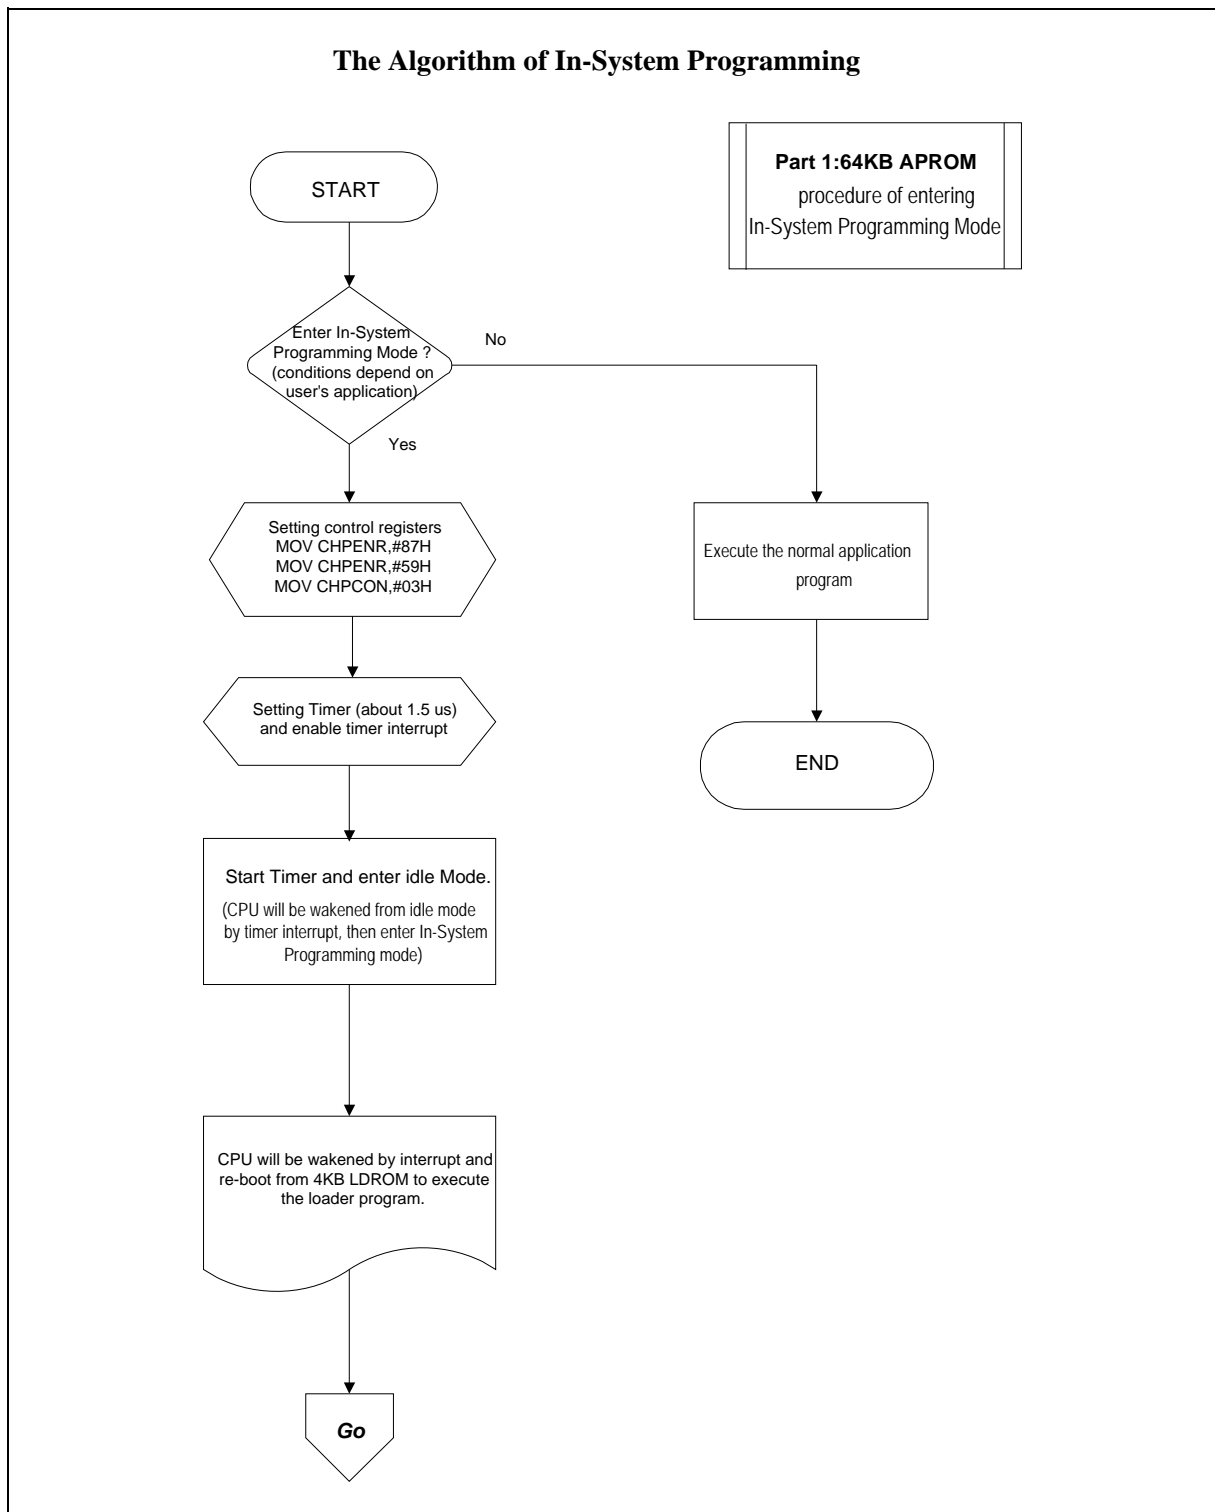 The Algorithm of In-System Programming
Part 1:64KB APROM
procedure of entering
In-System Programming Mode
START
Enter In-System
Programming Mode ?
(conditions depend on
user's application)
No
Yes
Setting control registers
MOV CHPENR,#87H
MOV CHPENR,#59H
MOV CHPCON,#03H
Execute the normal application
program
Setting Timer (about 1.5 us)
and enable timer interrupt
END
Start Timer and enter idle Mode.
(CPU will be wakened from idle mode
by timer interrupt, then enter In-System
Programming mode)
CPU will be wakened by interrupt and
re-boot from 4KB LDROM to execute
the loader program.
Go